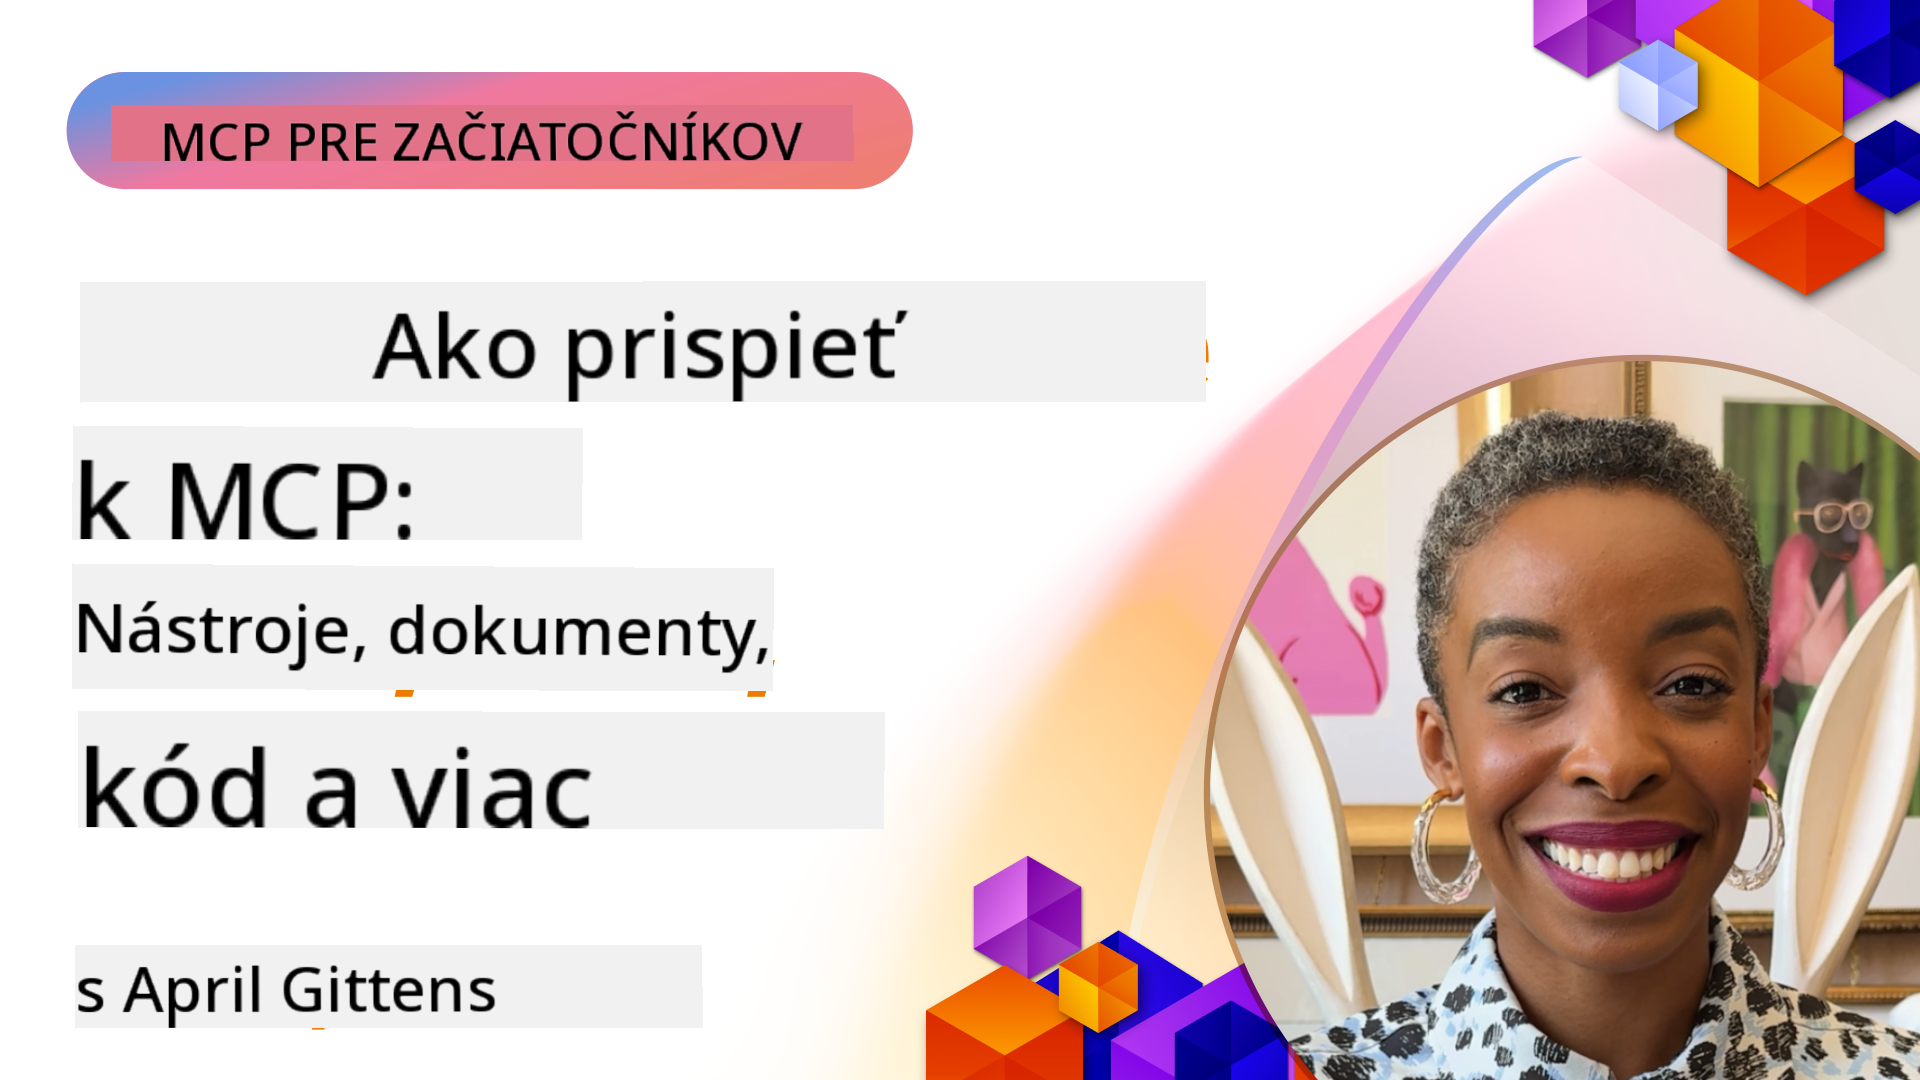 MCP PRE ZAČIATOČNÍKOV
Ako prispieť
k MCP:
Nástroje, dokumenty,
kód a viac
s April Gittens